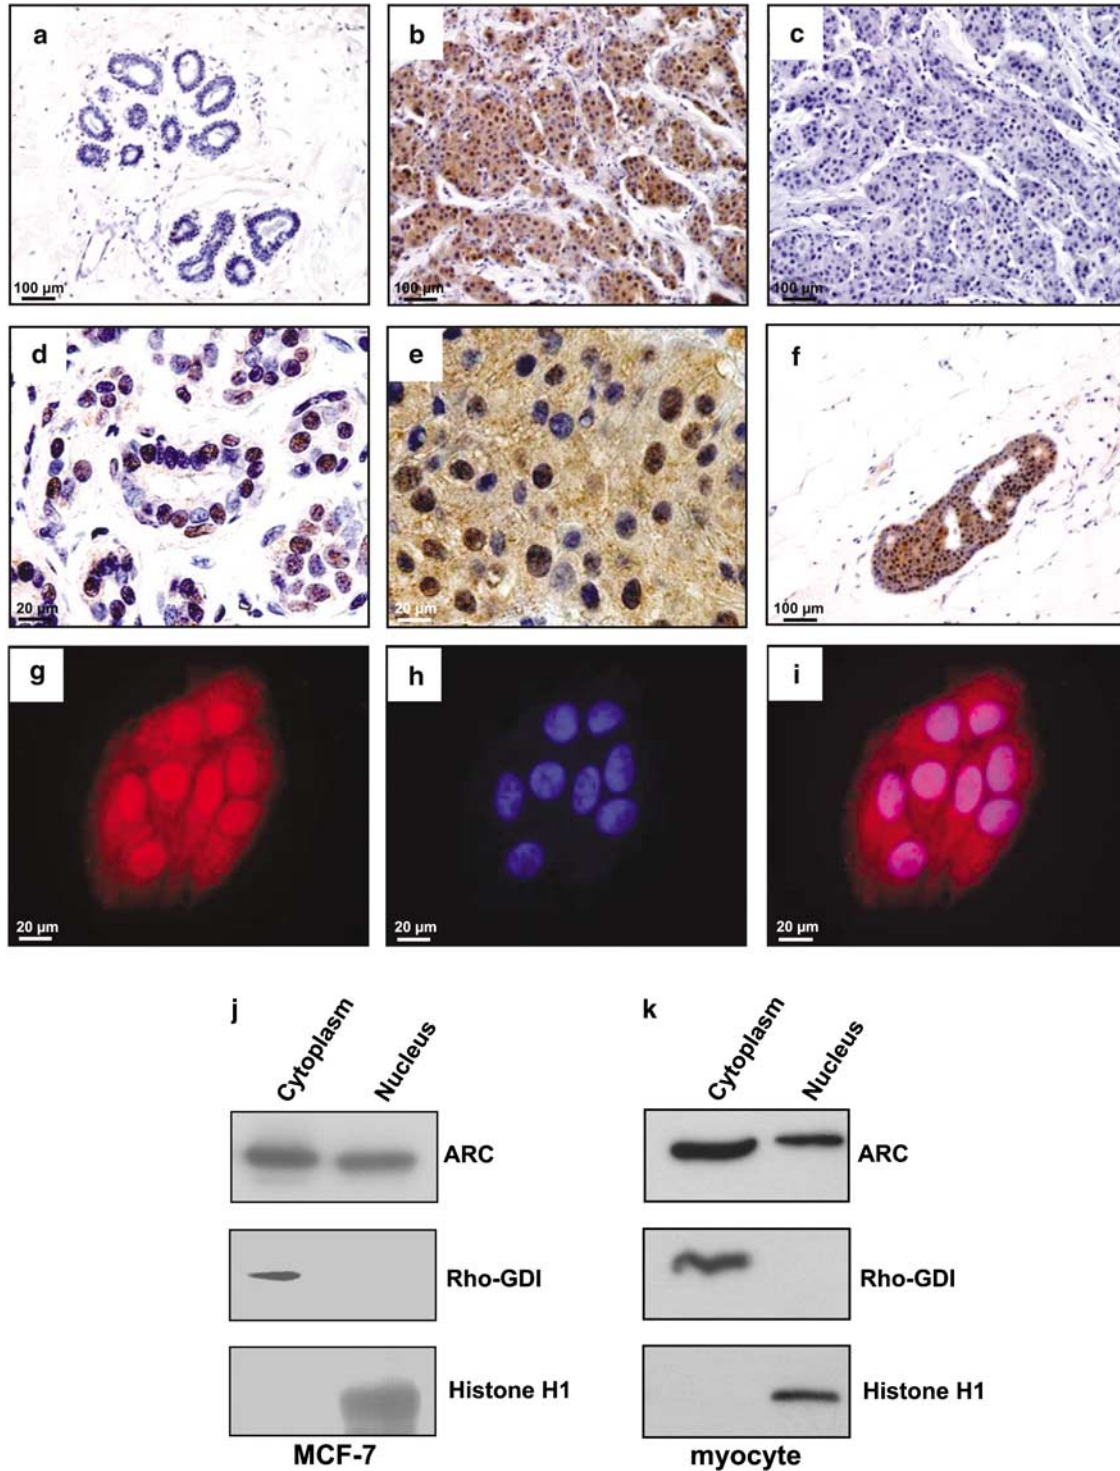 a
b
c
100 µm
100 µm
100 µm
d
e
f
20 µm
20 µm
100 µm
g
h
i
20 µm
20 µm
20 µm
j
k
Cytoplasm
Nucleus
Cytoplasm
Nucleus
ARC
ARC
Rho-GDI
Rho-GDI
Histone H1
Histone H1
MCF-7
myocyte